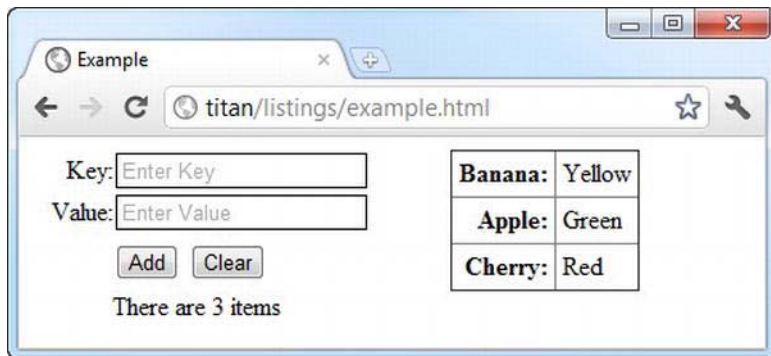 Example
titan/listings/example.html
Key: Enter Key
Value: Enter Value
Add Clear
There are 3 items
Banana: Yellow
Apple: Green
Cherry: Red